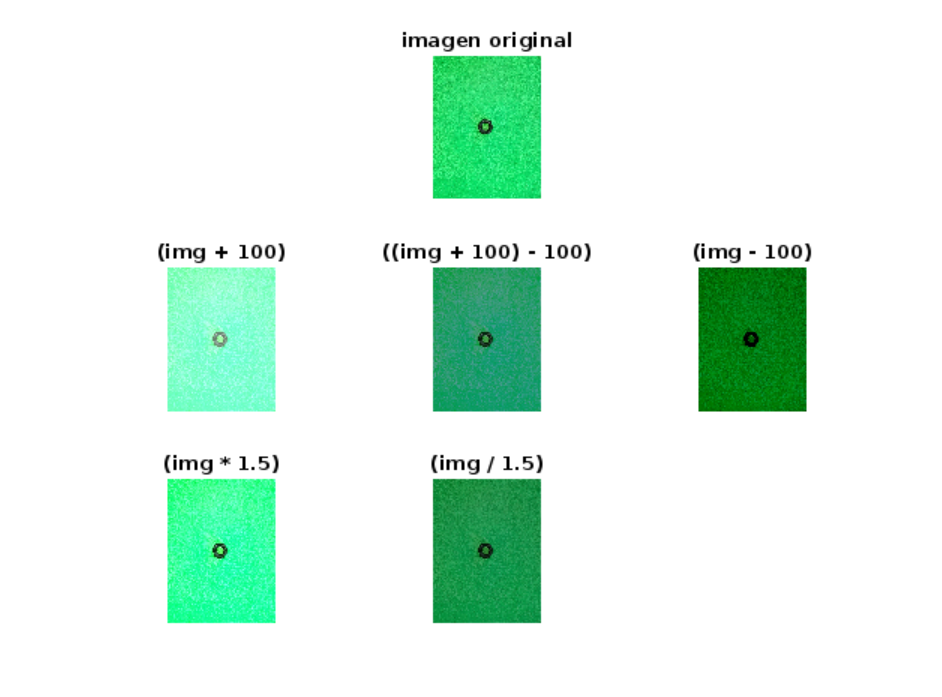 imagen original
(img + 100)
((img + 100) - 100)
(img - 100)
(img * 1.5)
(img / 1.5)